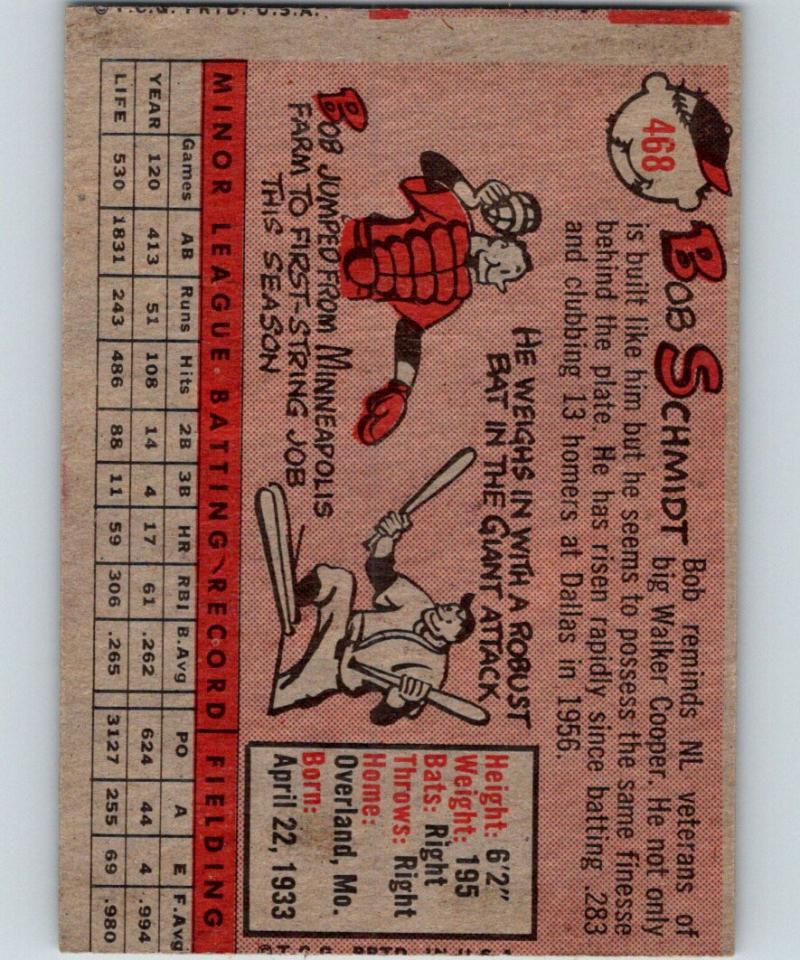 468
BOB SCHMIDT
Bob reminds NL veterans of
big Walker Cooper. He not only
is built like him but he seems to possess the same finesse
behind the plate. He has risen rapidly since batting .283
and clubbing 13 homers at Dallas in 1956.
HE WEIGHS IN WITH A ROBUST
BAT IN THE GIANT ATTACK
BOB JUMPED FROM MINNEAPOLIS
FARM TO FIRST-STRING JOB
THIS SEASON
Height: 6'2"
Weight: 195
Bats: Right
Throws: Right
Home:
Overland, Mo.
Born:
April 22, 1933
MINOR LEAGUE BATTING RECORD FIELDING
Games AB Runs Hits 2B 3B HR RBI B.Avg PO A E F.Avg
YEAR 120 413 51 108 14 4 17 61 .262 624 44 4 .994
LIFE 530 1831 243 486 88 11 59 306 .265 3127 255 69 .980
©T.C.G. PRTD. IN U.S.A.